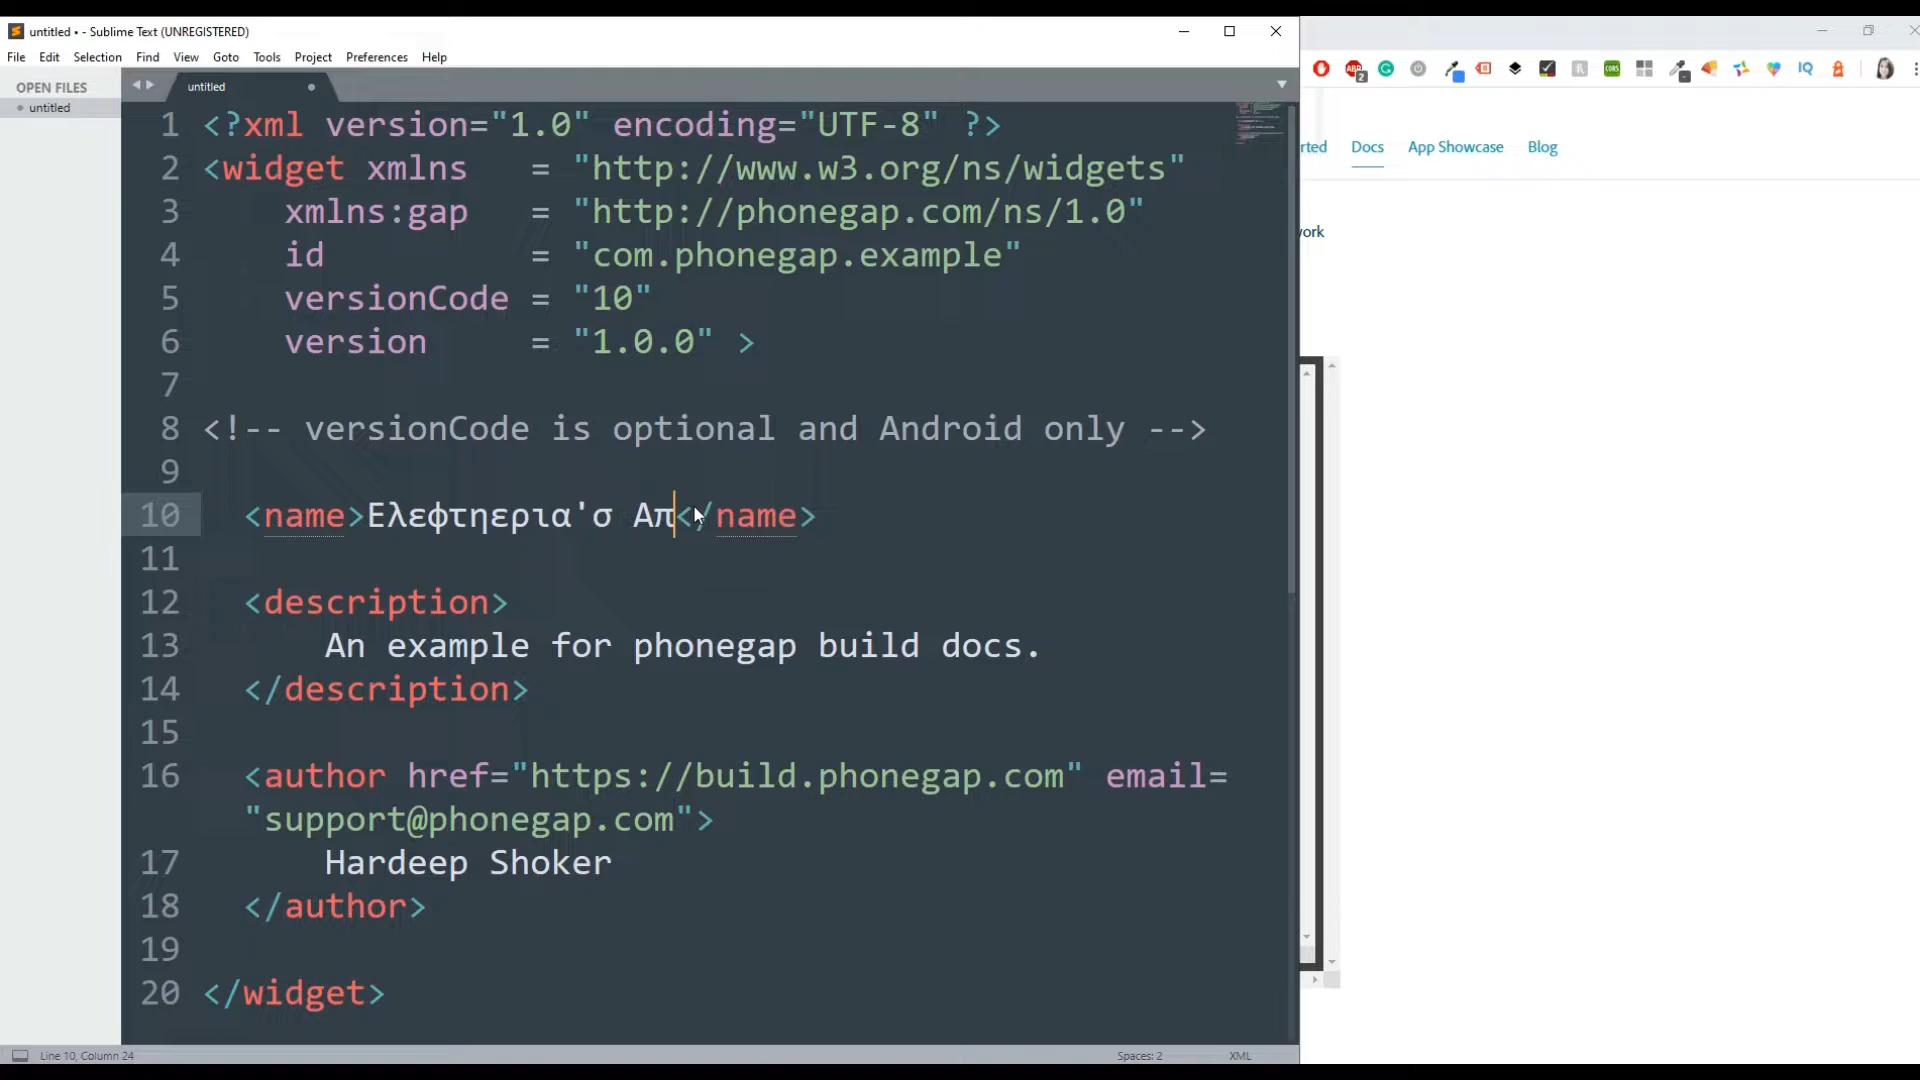 untitled • - Sublime Text (UNREGISTERED)
File Edit Selection Find View Goto Tools Project Preferences Help
OPEN FILES
untitled
untitled
1 <?xml version="1.0" encoding="UTF-8" ?>
2 <widget xmlns = "http://www.w3.org/ns/widgets"
3 xmlns:gap = "http://phonegap.com/ns/1.0"
4 id = "com.phonegap.example"
5 versionCode = "10"
6 version = "1.0.0" >
7
8 <!-- versionCode is optional and Android only -->
9
10 <name>Ελεφτηερια'σ Απ</name>
11
12 <description>
13 An example for phonegap build docs.
14 </description>
15
16 <author href="https://build.phonegap.com" email=
"support@phonegap.com">
17 Hardeep Shoker
18 </author>
19
20 </widget>
Line 10, Column 24
Spaces: 2
XML
ABP
2
CORS
IQ
rted Docs App Showcase Blog
work